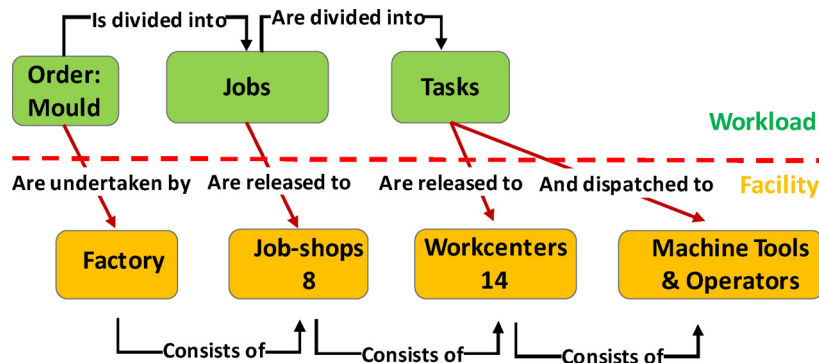 Is divided into
Are divided into
Order:
Mould
Jobs
Tasks
Workload
Are undertaken by
Are released to
Are released to
And dispatched to
Facility
Factory
Job-shops
8
Workcenters
14
Machine Tools
& Operators
Consists of
Consists of
Consists of